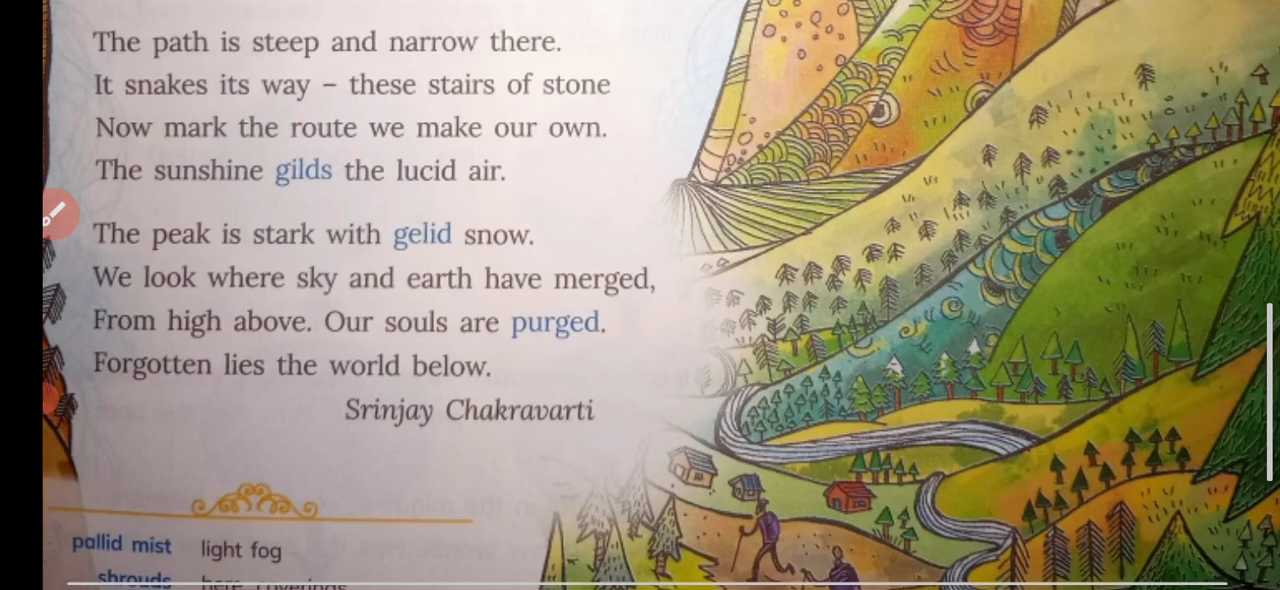 The path is steep and narrow there.
It snakes its way – these stairs of stone
Now mark the route we make our own.
The sunshine gilds the lucid air.
The peak is stark with gelid snow.
We look where sky and earth have merged,
From high above. Our souls are purged.
Forgotten lies the world below.
Srinjay Chakravarti
pallid mist light fog
shrouds here, coverings